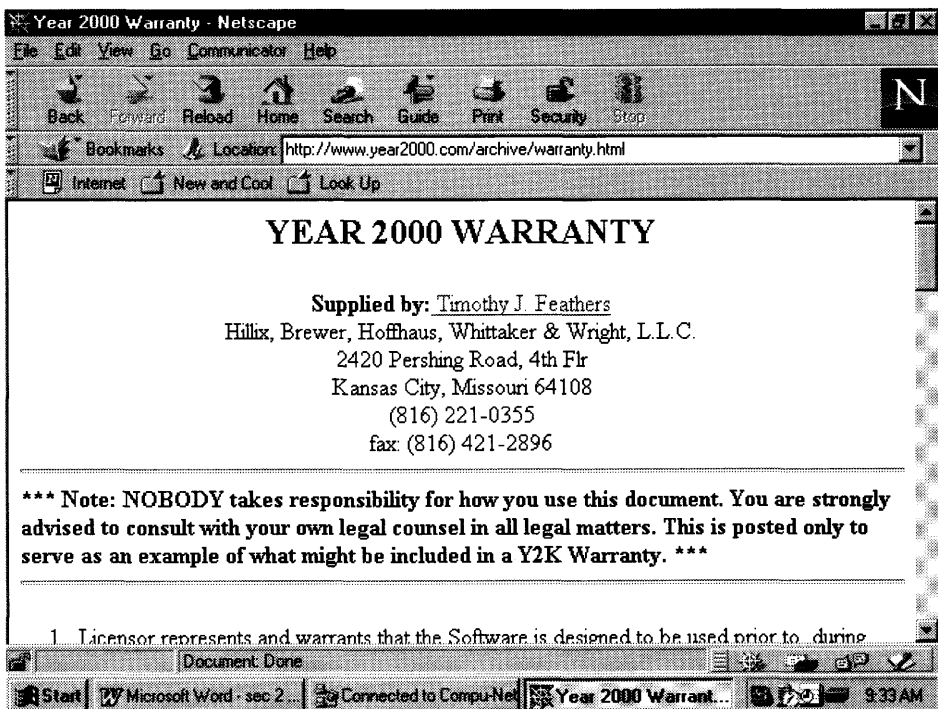 Year 2000 Warranty - Netscape
File Edit View Go Communicator Help
Back Forward Reload Home Search Guide Print Security Stop
N
Bookmarks Location: http://www.year2000.com/archive/warranty.html
Internet New and Cool Look Up
YEAR 2000 WARRANTY
Supplied by: Timothy J. Feathers
Hillix, Brewer, Hoffhaus, Whittaker & Wright, L.L.C.
2420 Pershing Road, 4th Flr
Kansas City, Missouri 64108
(816) 221-0355
fax: (816) 421-2896
*** Note: NOBODY takes responsibility for how you use this document. You are strongly
advised to consult with your own legal counsel in all legal matters. This is posted only to
serve as an example of what might be included in a Y2K Warranty. ***
1. Licensor represents and warrants that the Software is designed to be used prior to, during
Document: Done
Start Microsoft Word - sec 2... Connected to Compu-Net Year 2000 Warrant... 9:33 AM